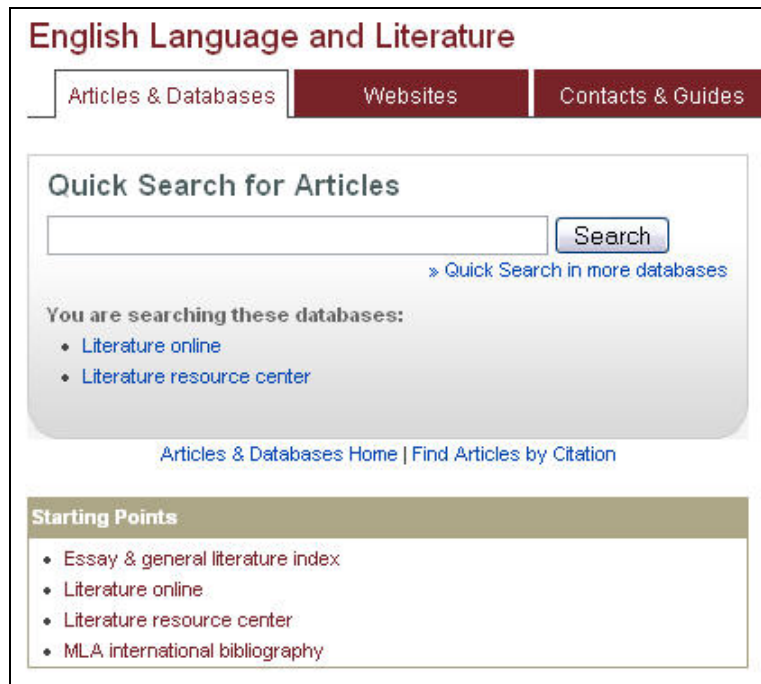 English Language and Literature
Articles & Databases
Websites
Contacts & Guides
Quick Search for Articles
Search
» Quick Search in more databases
You are searching these databases:
• Literature online
• Literature resource center
Articles & Databases Home | Find Articles by Citation
Starting Points
• Essay & general literature index
• Literature online
• Literature resource center
• MLA international bibliography